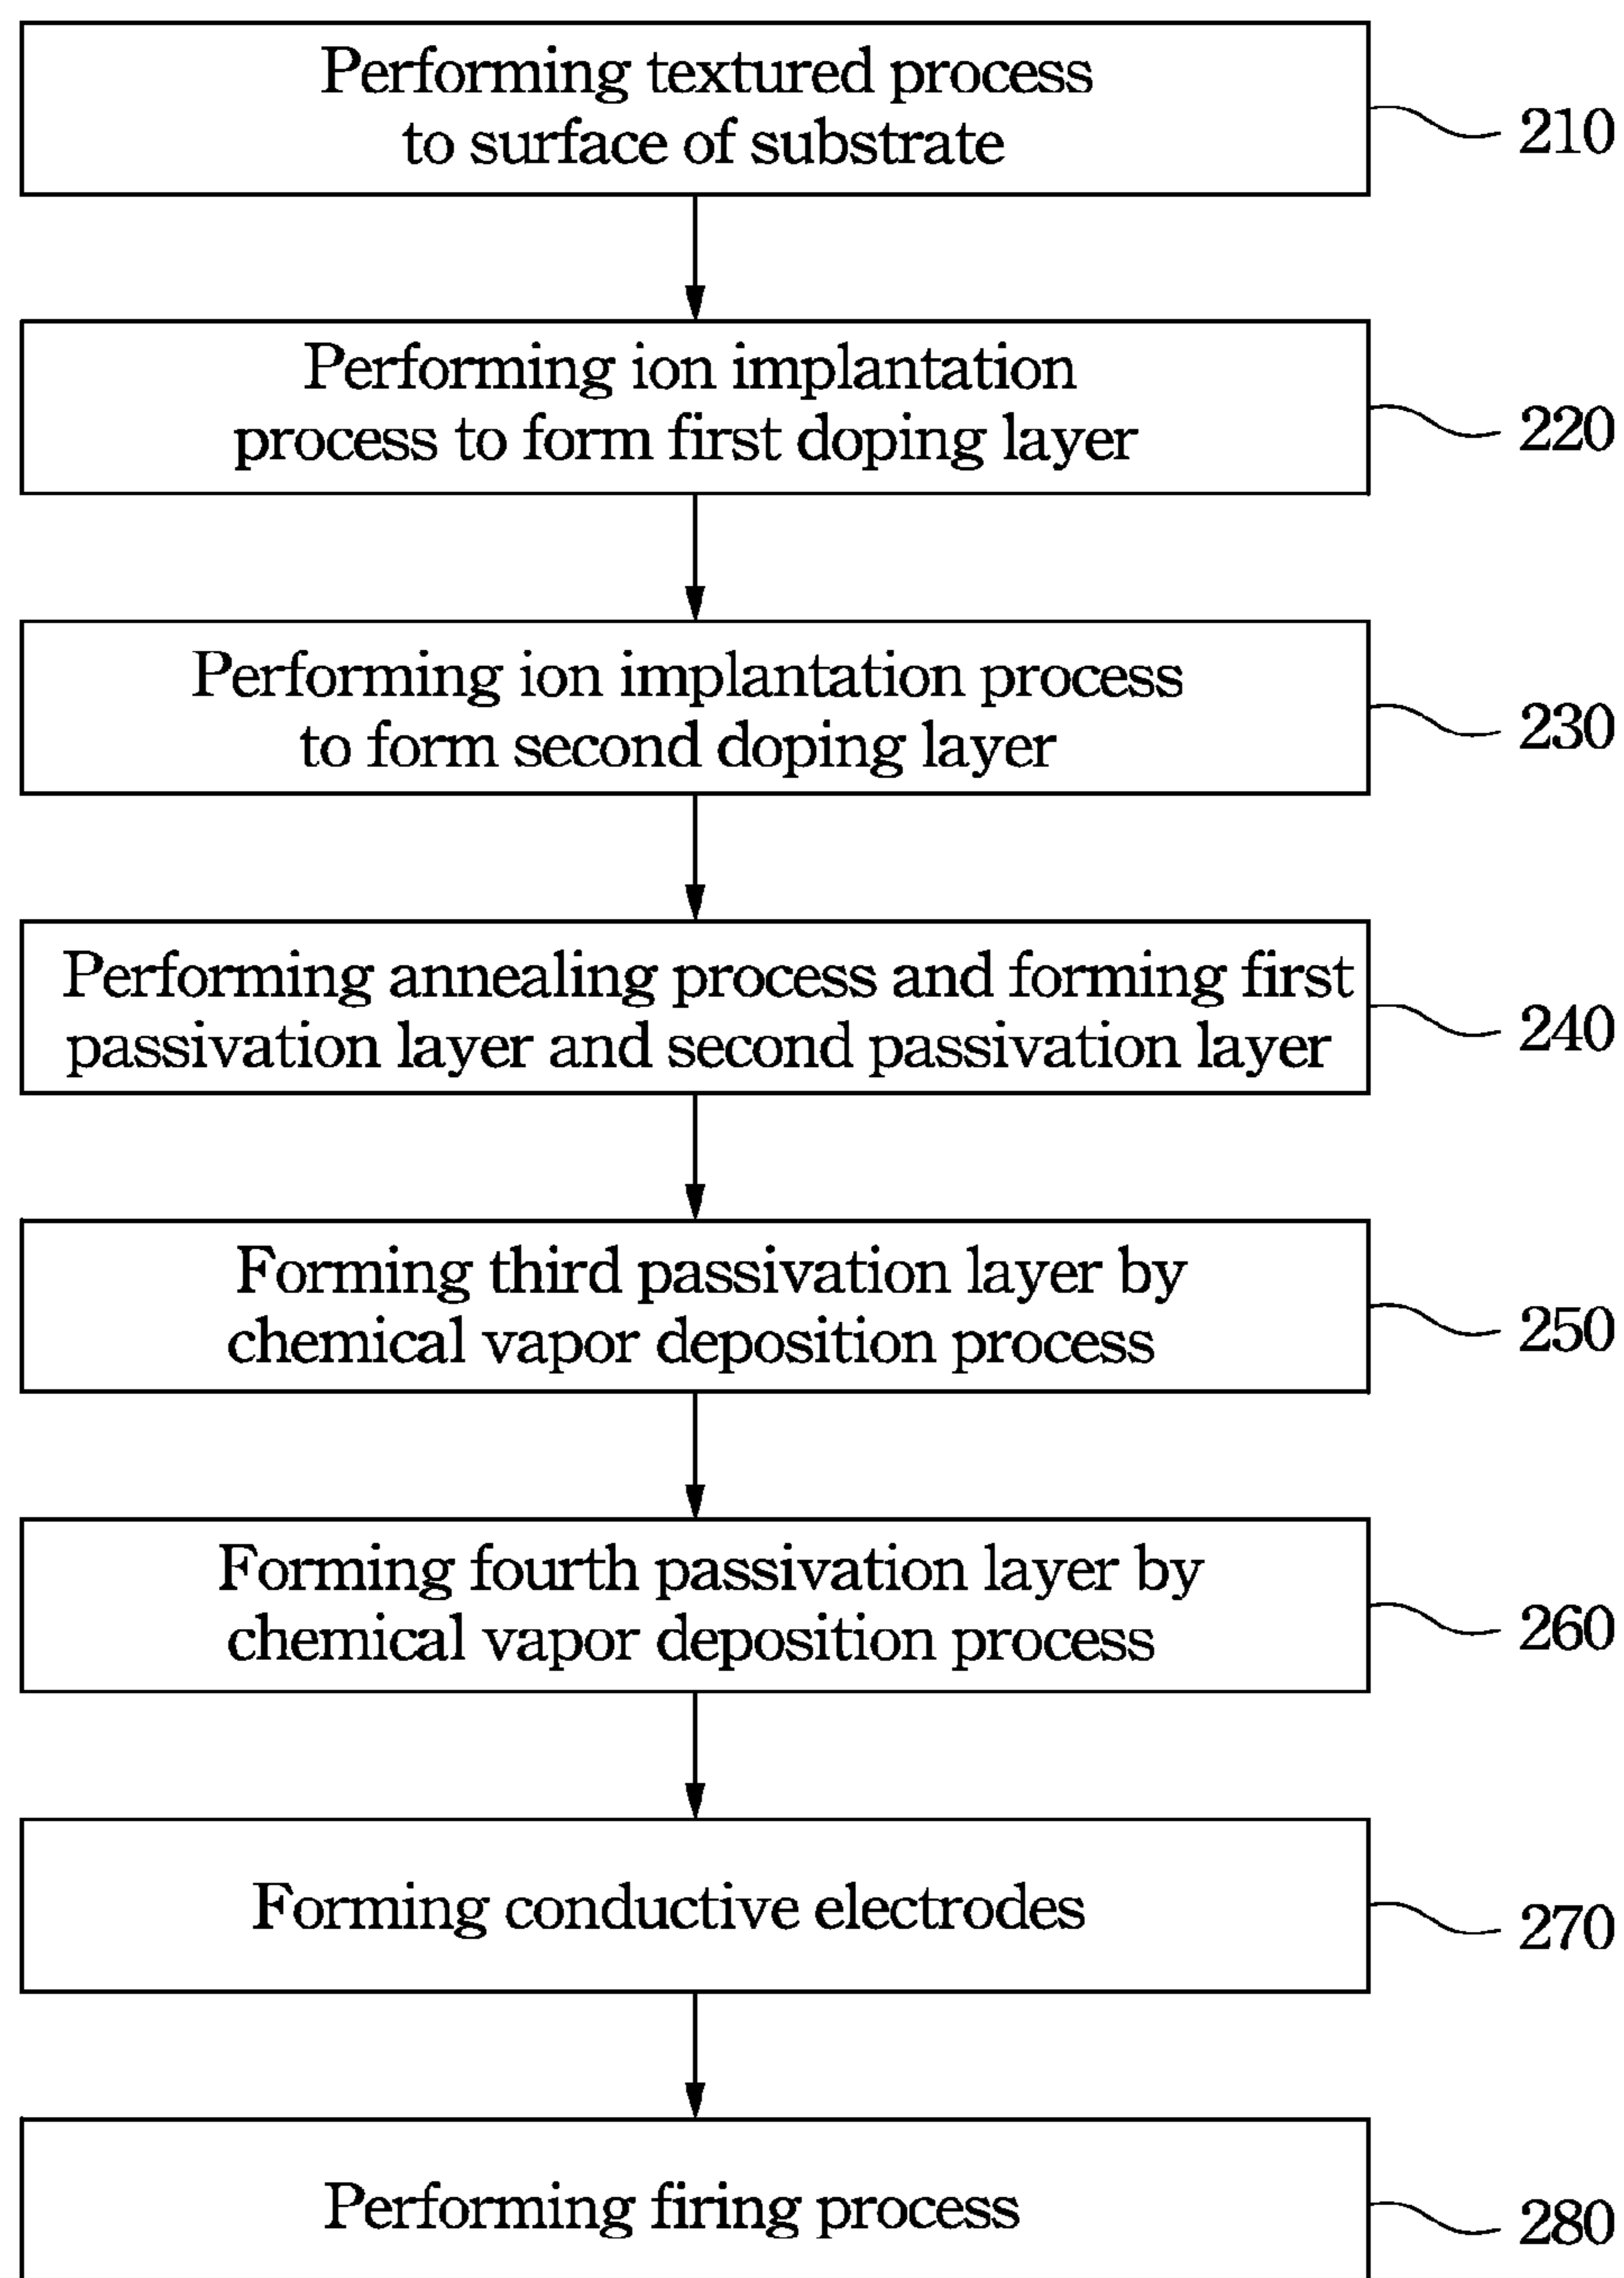 Performing textured process
to surface of substrate
210
Performing ion implantation
process to form first doping layer
220
Performing ion implantation process
to form second doping layer
230
Performing annealing process and forming first
passivation layer and second passivation layer
240
Forming third passivation layer by
chemical vapor deposition process
250
Forming fourth passivation layer by
chemical vapor deposition process
260
Forming conductive electrodes
270
Performing firing process
280